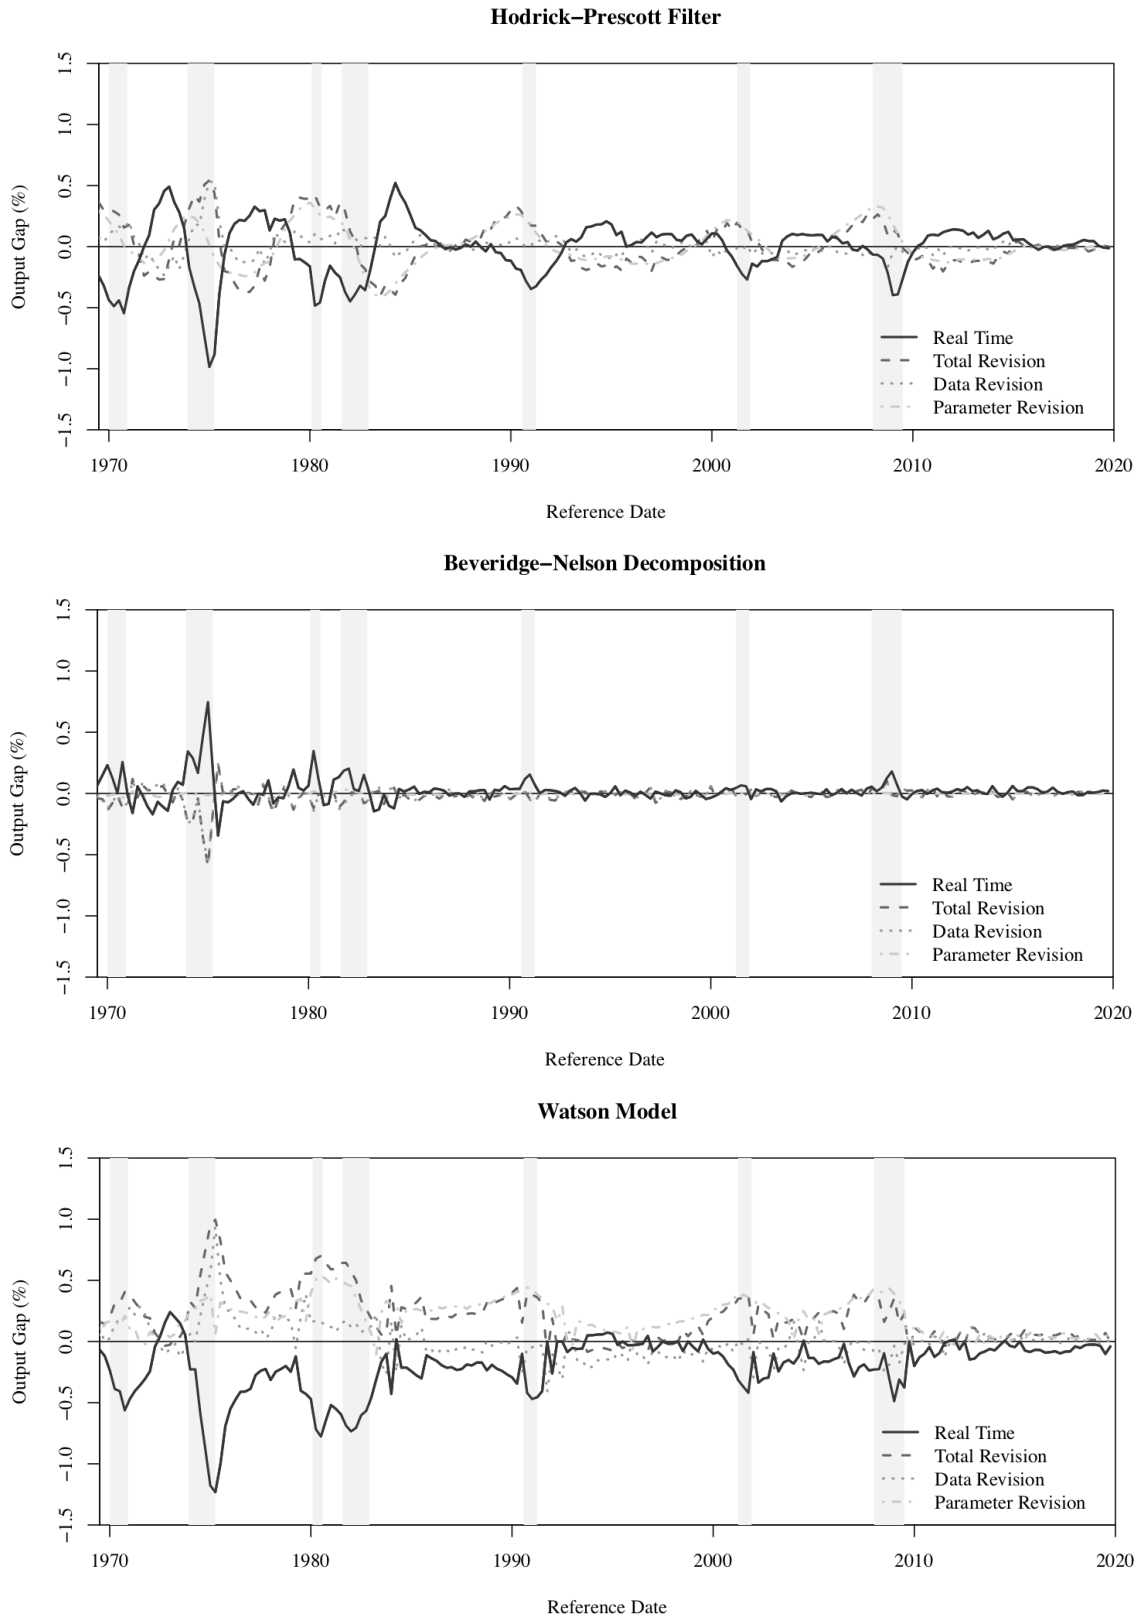 Hodrick−Prescott Filter
Output Gap (%)
1.5
1.0
0.5
0.0
−0.5
−1.0
−1.5
Real Time
Total Revision
Data Revision
Parameter Revision
1970 1980 1990 2000 2010 2020
Reference Date
Beveridge−Nelson Decomposition
Output Gap (%)
1.5
1.0
0.5
0.0
−0.5
−1.0
−1.5
Real Time
Total Revision
Data Revision
Parameter Revision
1970 1980 1990 2000 2010 2020
Reference Date
Watson Model
Output Gap (%)
1.5
1.0
0.5
0.0
−0.5
−1.0
−1.5
Real Time
Total Revision
Data Revision
Parameter Revision
1970 1980 1990 2000 2010 2020
Reference Date